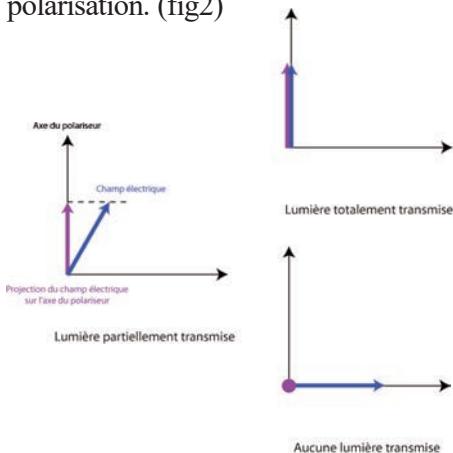 polarisation. (fig2)
Axe du polariseur
Champ électrique
Projection du champ électrique
sur l'axe du polariseur
Lumière partiellement transmise
Lumière totalement transmise
Aucune lumière transmise